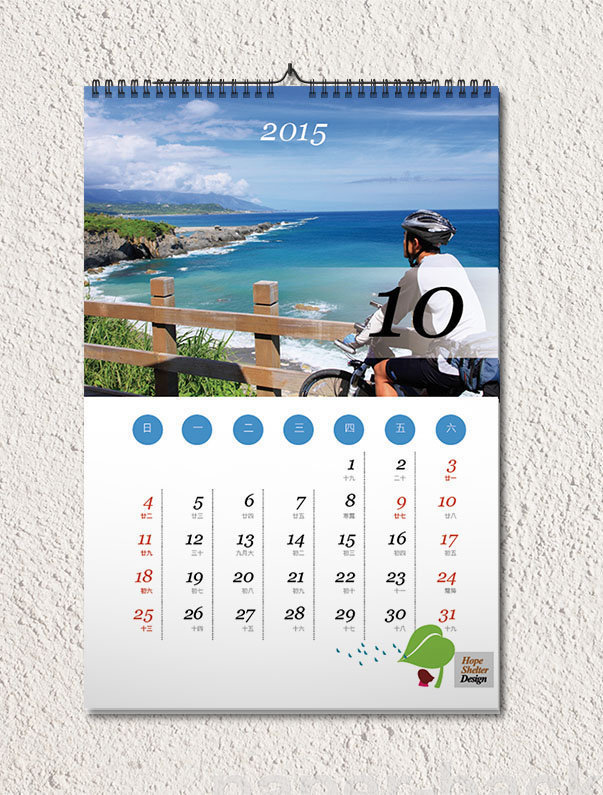 2015
10
日 一 二 三 四 五 六
1 2 3
十九 二十 廿一
4 5 6 7 8 9 10
廿二 廿三 廿四 廿五 寒露 廿七 廿八
11 12 13 14 15 16 17
廿九 三十 九月大 初二 初三 初四 初五
18 19 20 21 22 23 24
初六 初七 初八 初九 初十 十一 霜降
25 26 27 28 29 30 31
十三 十四 十五 十六 十七 十八 十九
Hope
Shelter
Design